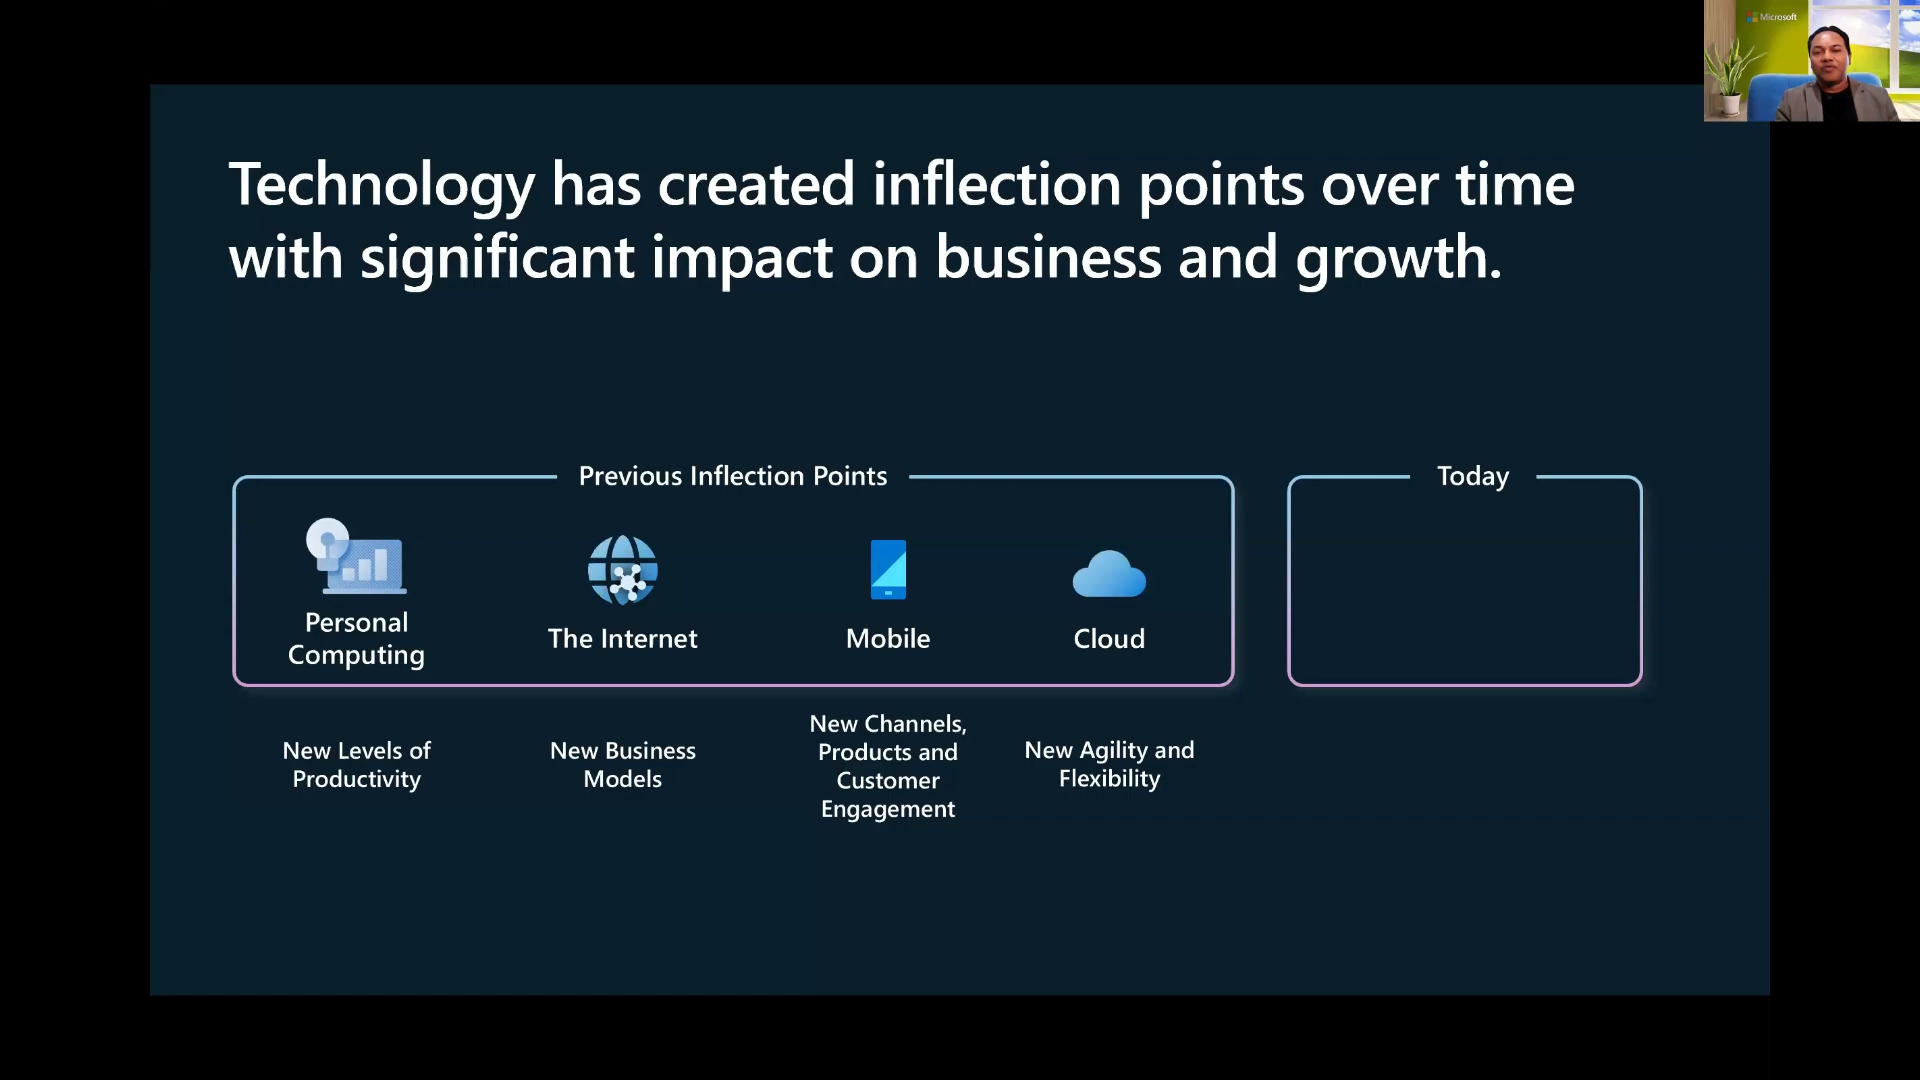 Microsoft
Technology has created inflection points over time
with significant impact on business and growth.
Previous Inflection Points
Personal
Computing
The Internet
Mobile
Cloud
New Levels of
Productivity
New Business
Models
New Channels,
Products and
Customer
Engagement
New Agility and
Flexibility
Today